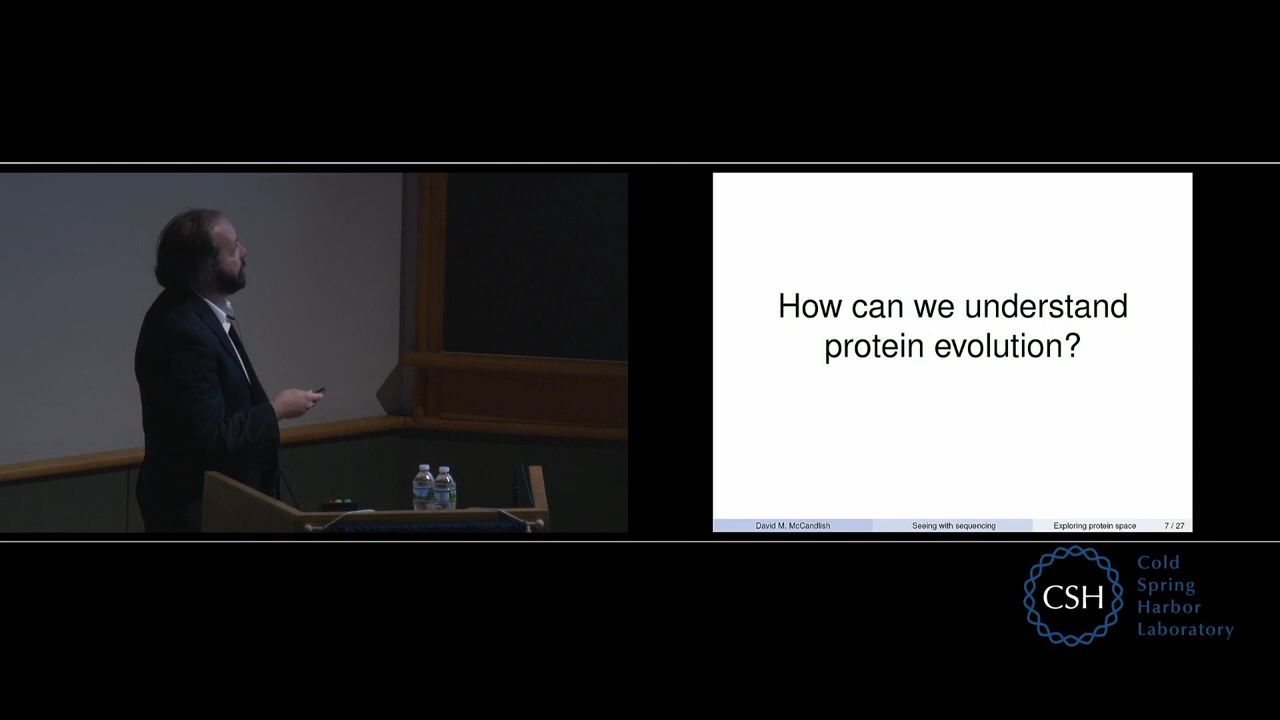 How can we understand
protein evolution?
David M. McCandlish
Seeing with sequencing
Exploring protein space
7 / 27
CSH
Cold
Spring
Harbor
Laboratory